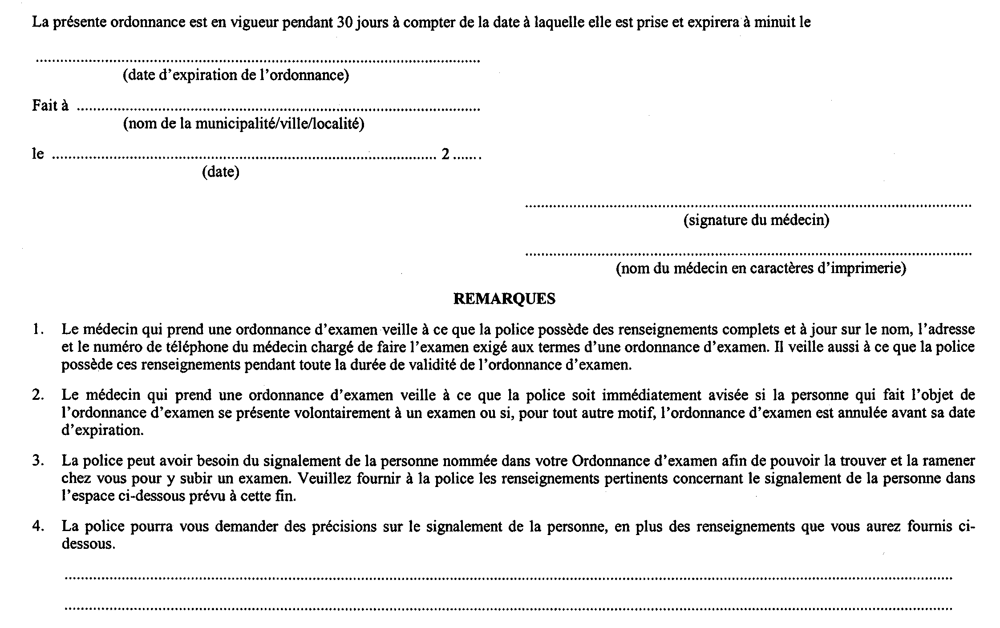 La présente ordonnance est en vigueur pendant 30 jours à compter de la date à laquelle elle est prise et expirera à minuit le
................................................................................
(date d'expiration de l'ordonnance)
Fait à ................................................................................
(nom de la municipalité/ville/localité)
le ................................................................................ 2 .......
(date)
................................................................................
(signature du médecin)
................................................................................
(nom du médecin en caractères d'imprimerie)
REMARQUES
1. Le médecin qui prend une ordonnance d'examen veille à ce que la police possède des renseignements complets et à jour sur le nom, l'adresse
et le numéro de téléphone du médecin chargé de faire l'examen exigé aux termes d'une ordonnance d'examen. Il veille aussi à ce que la police
possède ces renseignements pendant toute la durée de validité de l'ordonnance d'examen.
2. Le médecin qui prend une ordonnance d'examen veille à ce que la police soit immédiatement avisée si la personne qui fait l'objet de
l'ordonnance d'examen se présente volontairement à un examen ou si, pour tout autre motif, l'ordonnance d'examen est annulée avant sa date
d'expiration.
3. La police peut avoir besoin du signalement de la personne nommée dans votre Ordonnance d'examen afin de pouvoir la trouver et la ramener
chez vous pour y subir un examen. Veuillez fournir à la police les renseignements pertinents concernant le signalement de la personne dans
l'espace ci-dessous prévu à cette fin.
4. La police pourra vous demander des précisions sur le signalement de la personne, en plus des renseignements que vous aurez fournis ci-
dessous.
................................................................................
................................................................................